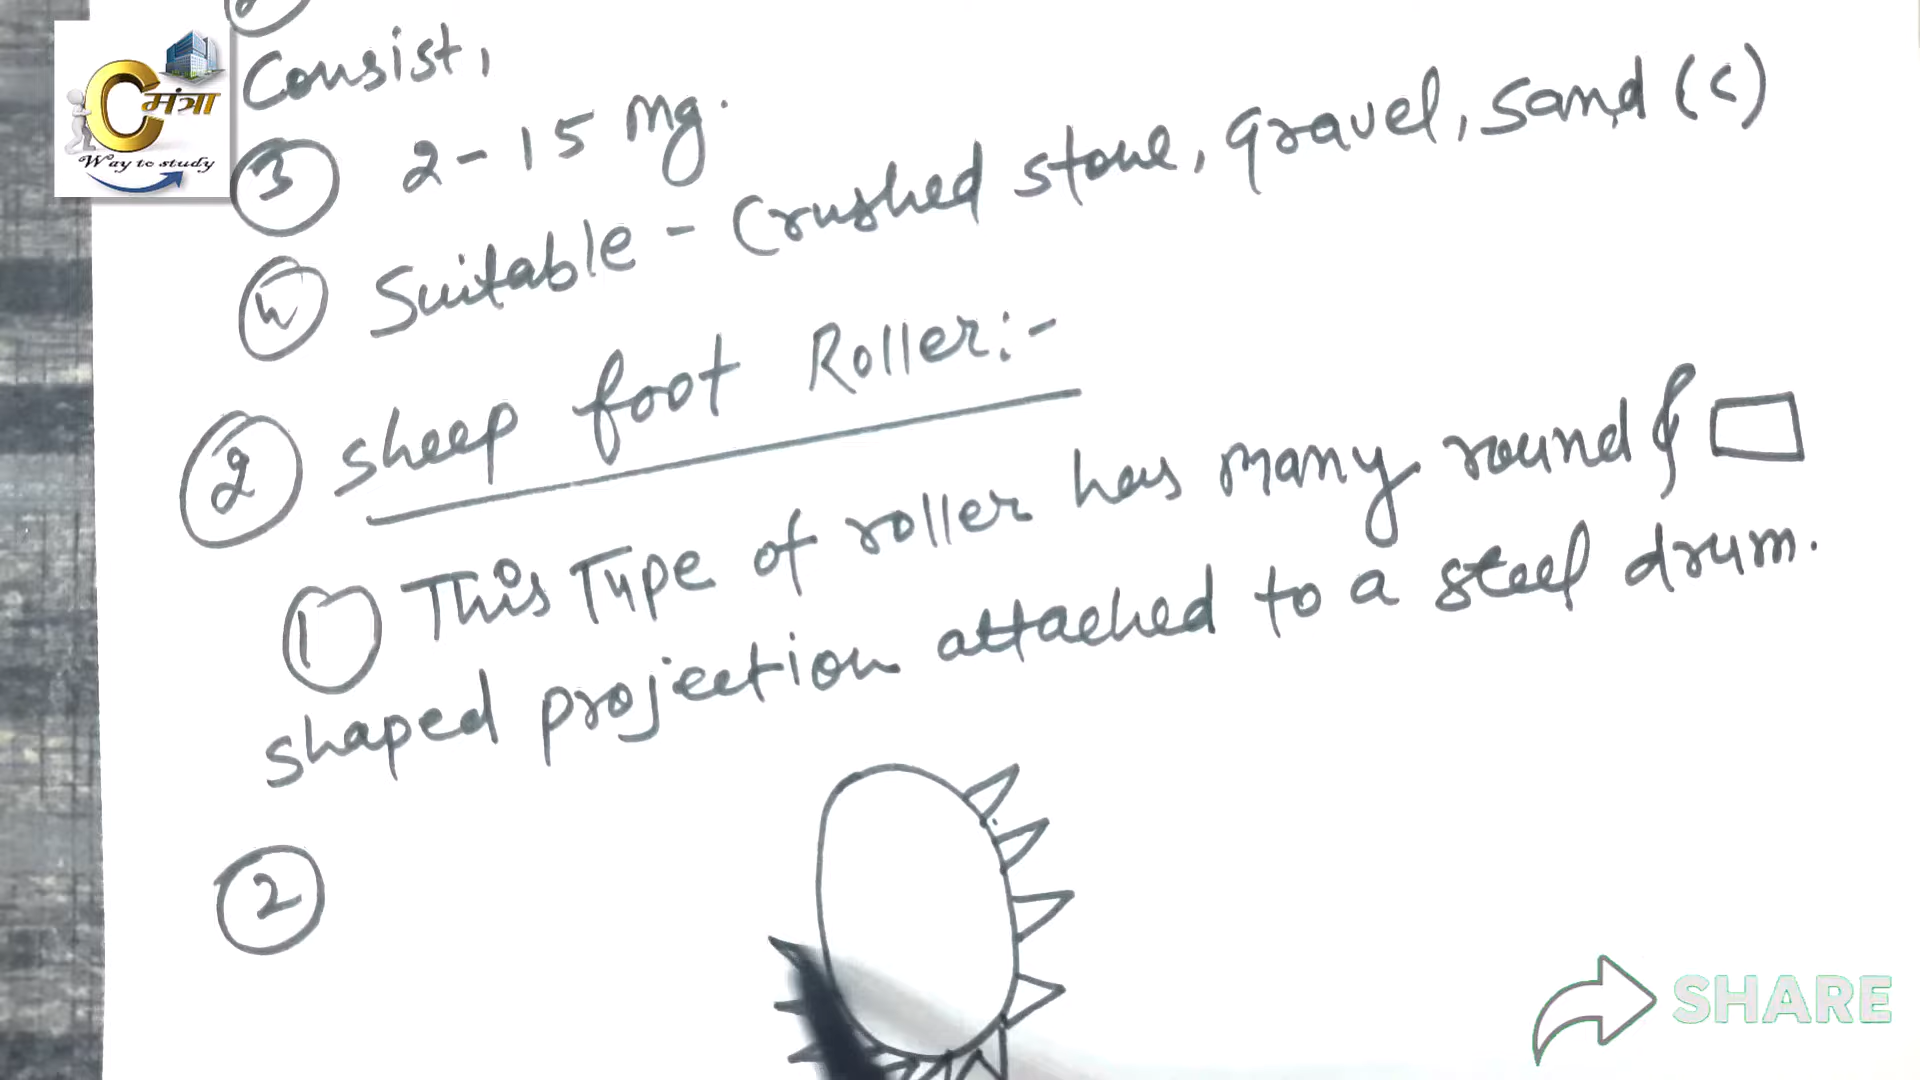 C मंत्रा
Way to study
Consist,
③ 2-15 Mg.
④ Suitable - Crushed stone, gravel, sand (C)
② Sheep foot Roller:-
① This Type of roller has many round & ▭
shaped projection attached to a steel drum.
②
SHARE